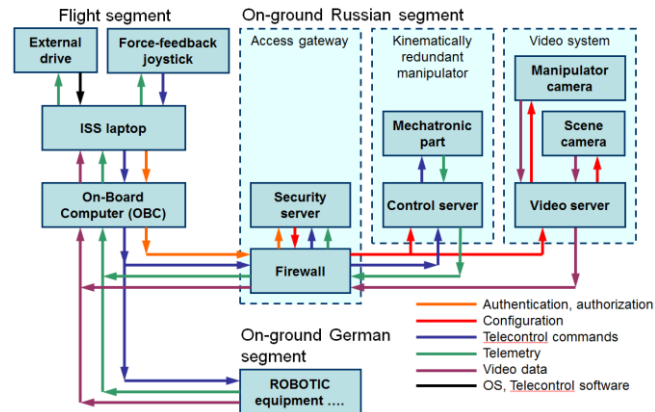 Flight segment
On-ground Russian segment
External
drive
Force-feedback
joystick
ISS laptop
On-Board
Computer (OBC)
Access gateway
Security
server
Firewall
Kinematically
redundant
manipulator
Mechatronic
part
Control server
Video system
Manipulator
camera
Scene
camera
Video server
On-ground German
segment
ROBOTIC
equipment ....
Authentication, authorization
Configuration
Telecontrol commands
Telemetry
Video data
OS, Telecontrol software